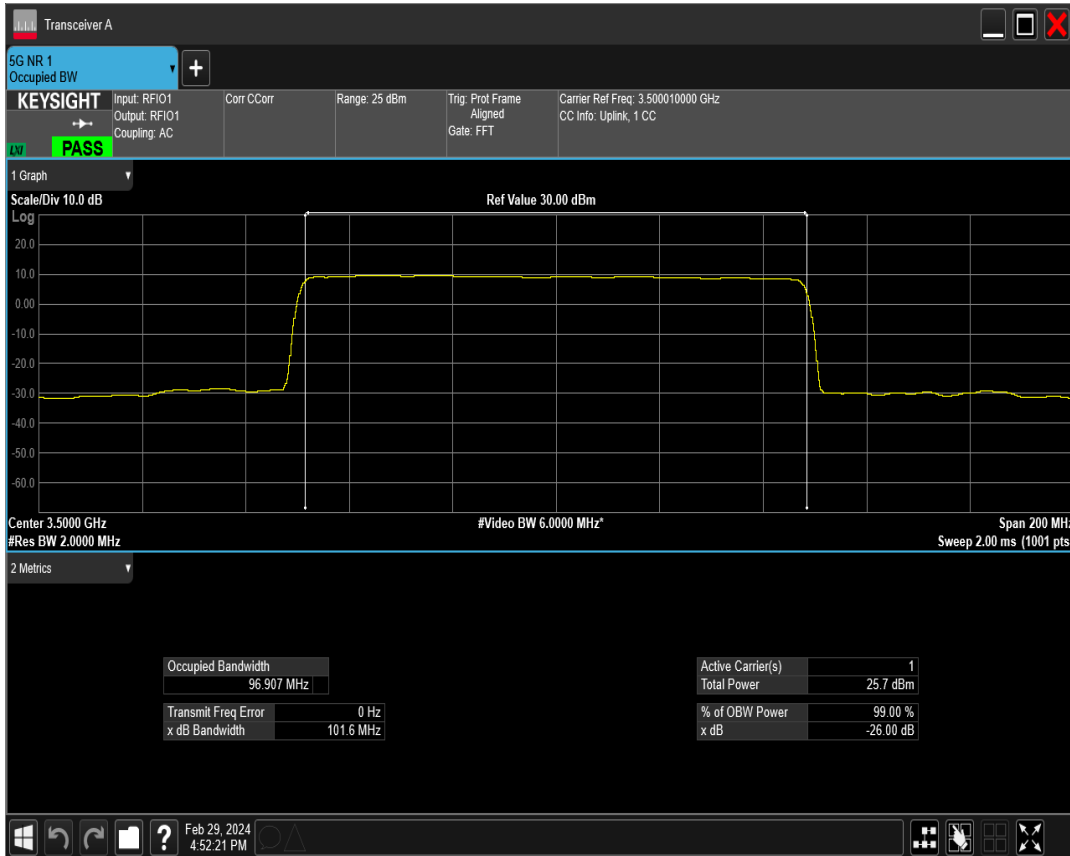 Transceiver A
5G NR 1
Occupied BW
+
KEYSIGHT
LXI
PASS
Input: RFIO1
Output: RFIO1
Coupling: AC
Corr CCorr
Range: 25 dBm
Trig: Prot Frame
Aligned
Gate: FFT
Carrier Ref Freq: 3.500010000 GHz
CC Info: Uplink, 1 CC
1 Graph
Scale/Div 10.0 dB
Ref Value 30.00 dBm
Log
20.0
10.0
0.00
-10.0
-20.0
-30.0
-40.0
-50.0
-60.0
Center 3.5000 GHz
#Video BW 6.0000 MHz*
Span 200 MHz
#Res BW 2.0000 MHz
Sweep 2.00 ms (1001 pts
2 Metrics
Occupied Bandwidth
96.907 MHz
Transmit Freq Error 0 Hz
x dB Bandwidth 101.6 MHz
Active Carrier(s) 1
Total Power 25.7 dBm
% of OBW Power 99.00 %
x dB -26.00 dB
?
Feb 29, 2024
4:52:21 PM